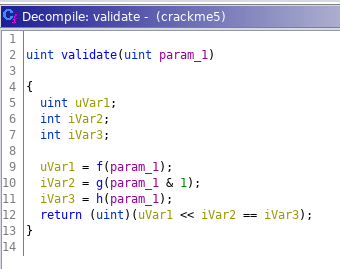 Decompile: validate - (crackme5)
1
2 uint validate(uint param_1)
3
4 {
5 uint uVar1;
6 int iVar2;
7 int iVar3;
8
9 uVar1 = f(param_1);
10 iVar2 = g(param_1 & 1);
11 iVar3 = h(param_1);
12 return (uint)(uVar1 << iVar2 == iVar3);
13 }
14